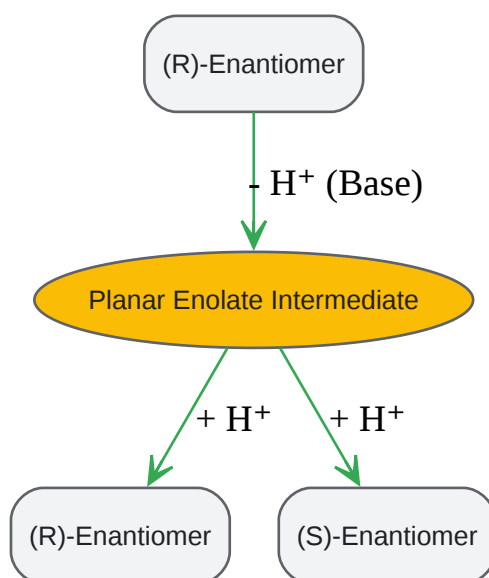 (R)-Enantiomer
- H⁺ (Base)
Planar Enolate Intermediate
+ H⁺
+ H⁺
(R)-Enantiomer
(S)-Enantiomer